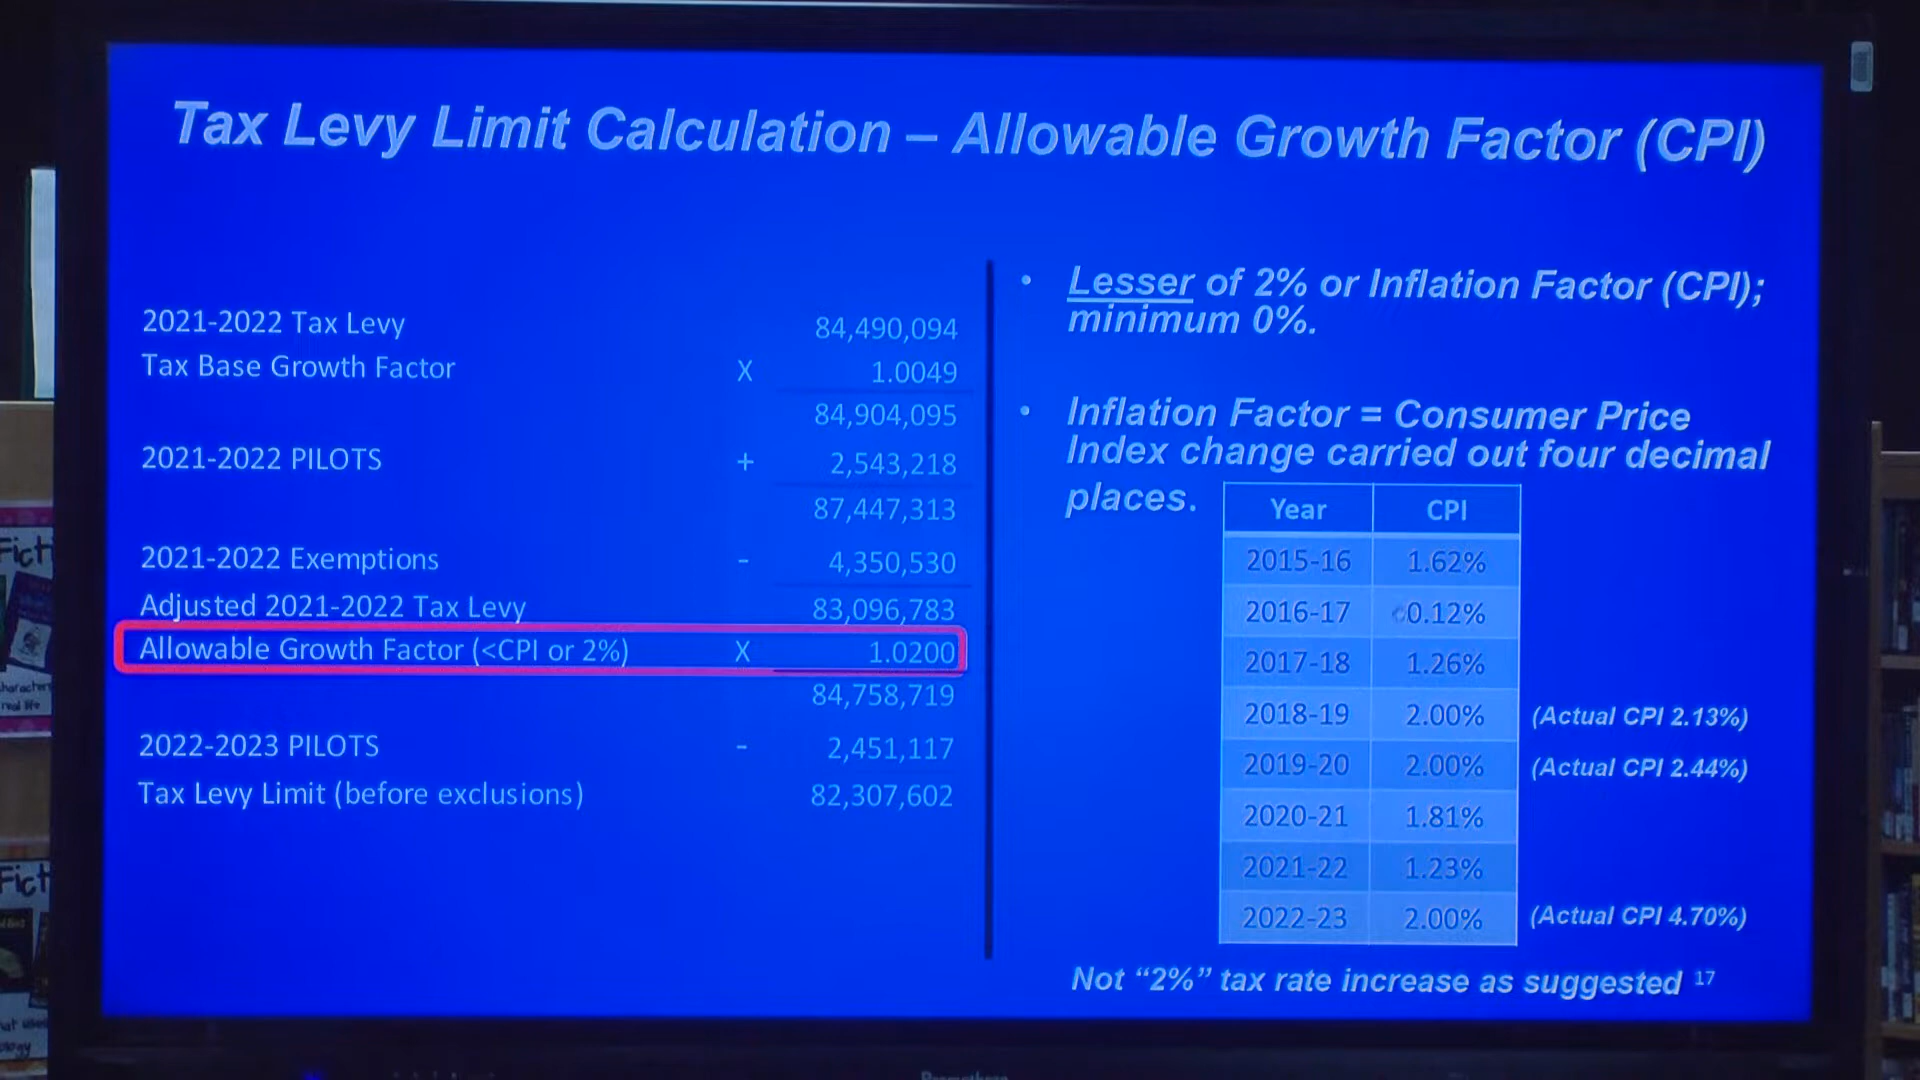 Tax Levy Limit Calculation – Allowable Growth Factor (CPI)
2021-2022 Tax Levy 84,490,094
Tax Base Growth Factor X 1.0049
84,904,095
2021-2022 PILOTS + 2,543,218
87,447,313
2021-2022 Exemptions - 4,350,530
Adjusted 2021-2022 Tax Levy 83,096,783
Allowable Growth Factor (<CPI or 2%) X 1.0200
84,758,719
2022-2023 PILOTS - 2,451,117
Tax Levy Limit (before exclusions) 82,307,602
• Lesser of 2% or Inflation Factor (CPI);
minimum 0%.
• Inflation Factor = Consumer Price
Index change carried out four decimal
places.
Year CPI
2015-16 1.62%
2016-17 0.12%
2017-18 1.26%
2018-19 2.00% (Actual CPI 2.13%)
2019-20 2.00% (Actual CPI 2.44%)
2020-21 1.81%
2021-22 1.23%
2022-23 2.00% (Actual CPI 4.70%)
Not “2%” tax rate increase as suggested 17
Ficti
real life
Fict